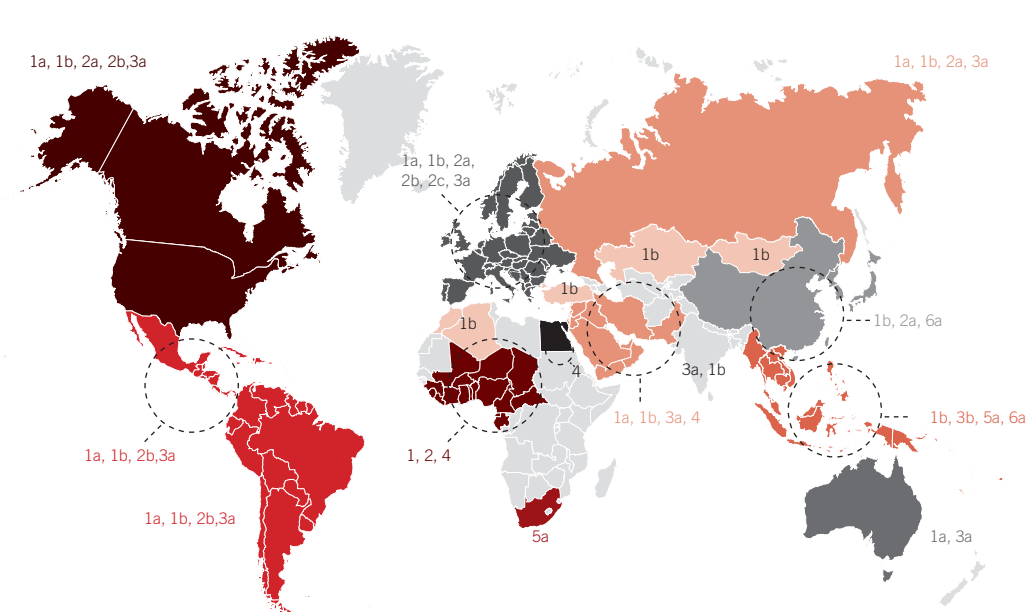 1a, 1b, 2a, 2b,3a
1a, 1b, 2a, 3a
1a, 1b, 2a,
2b, 2c, 3a
1b
1b
1b
1b
1b, 2a, 6a
4
3a, 1b
1a, 1b, 3a, 4
1b, 3b, 5a, 6a
1a, 1b, 2b,3a
1, 2, 4
1a, 1b, 2b,3a
5a
1a, 3a